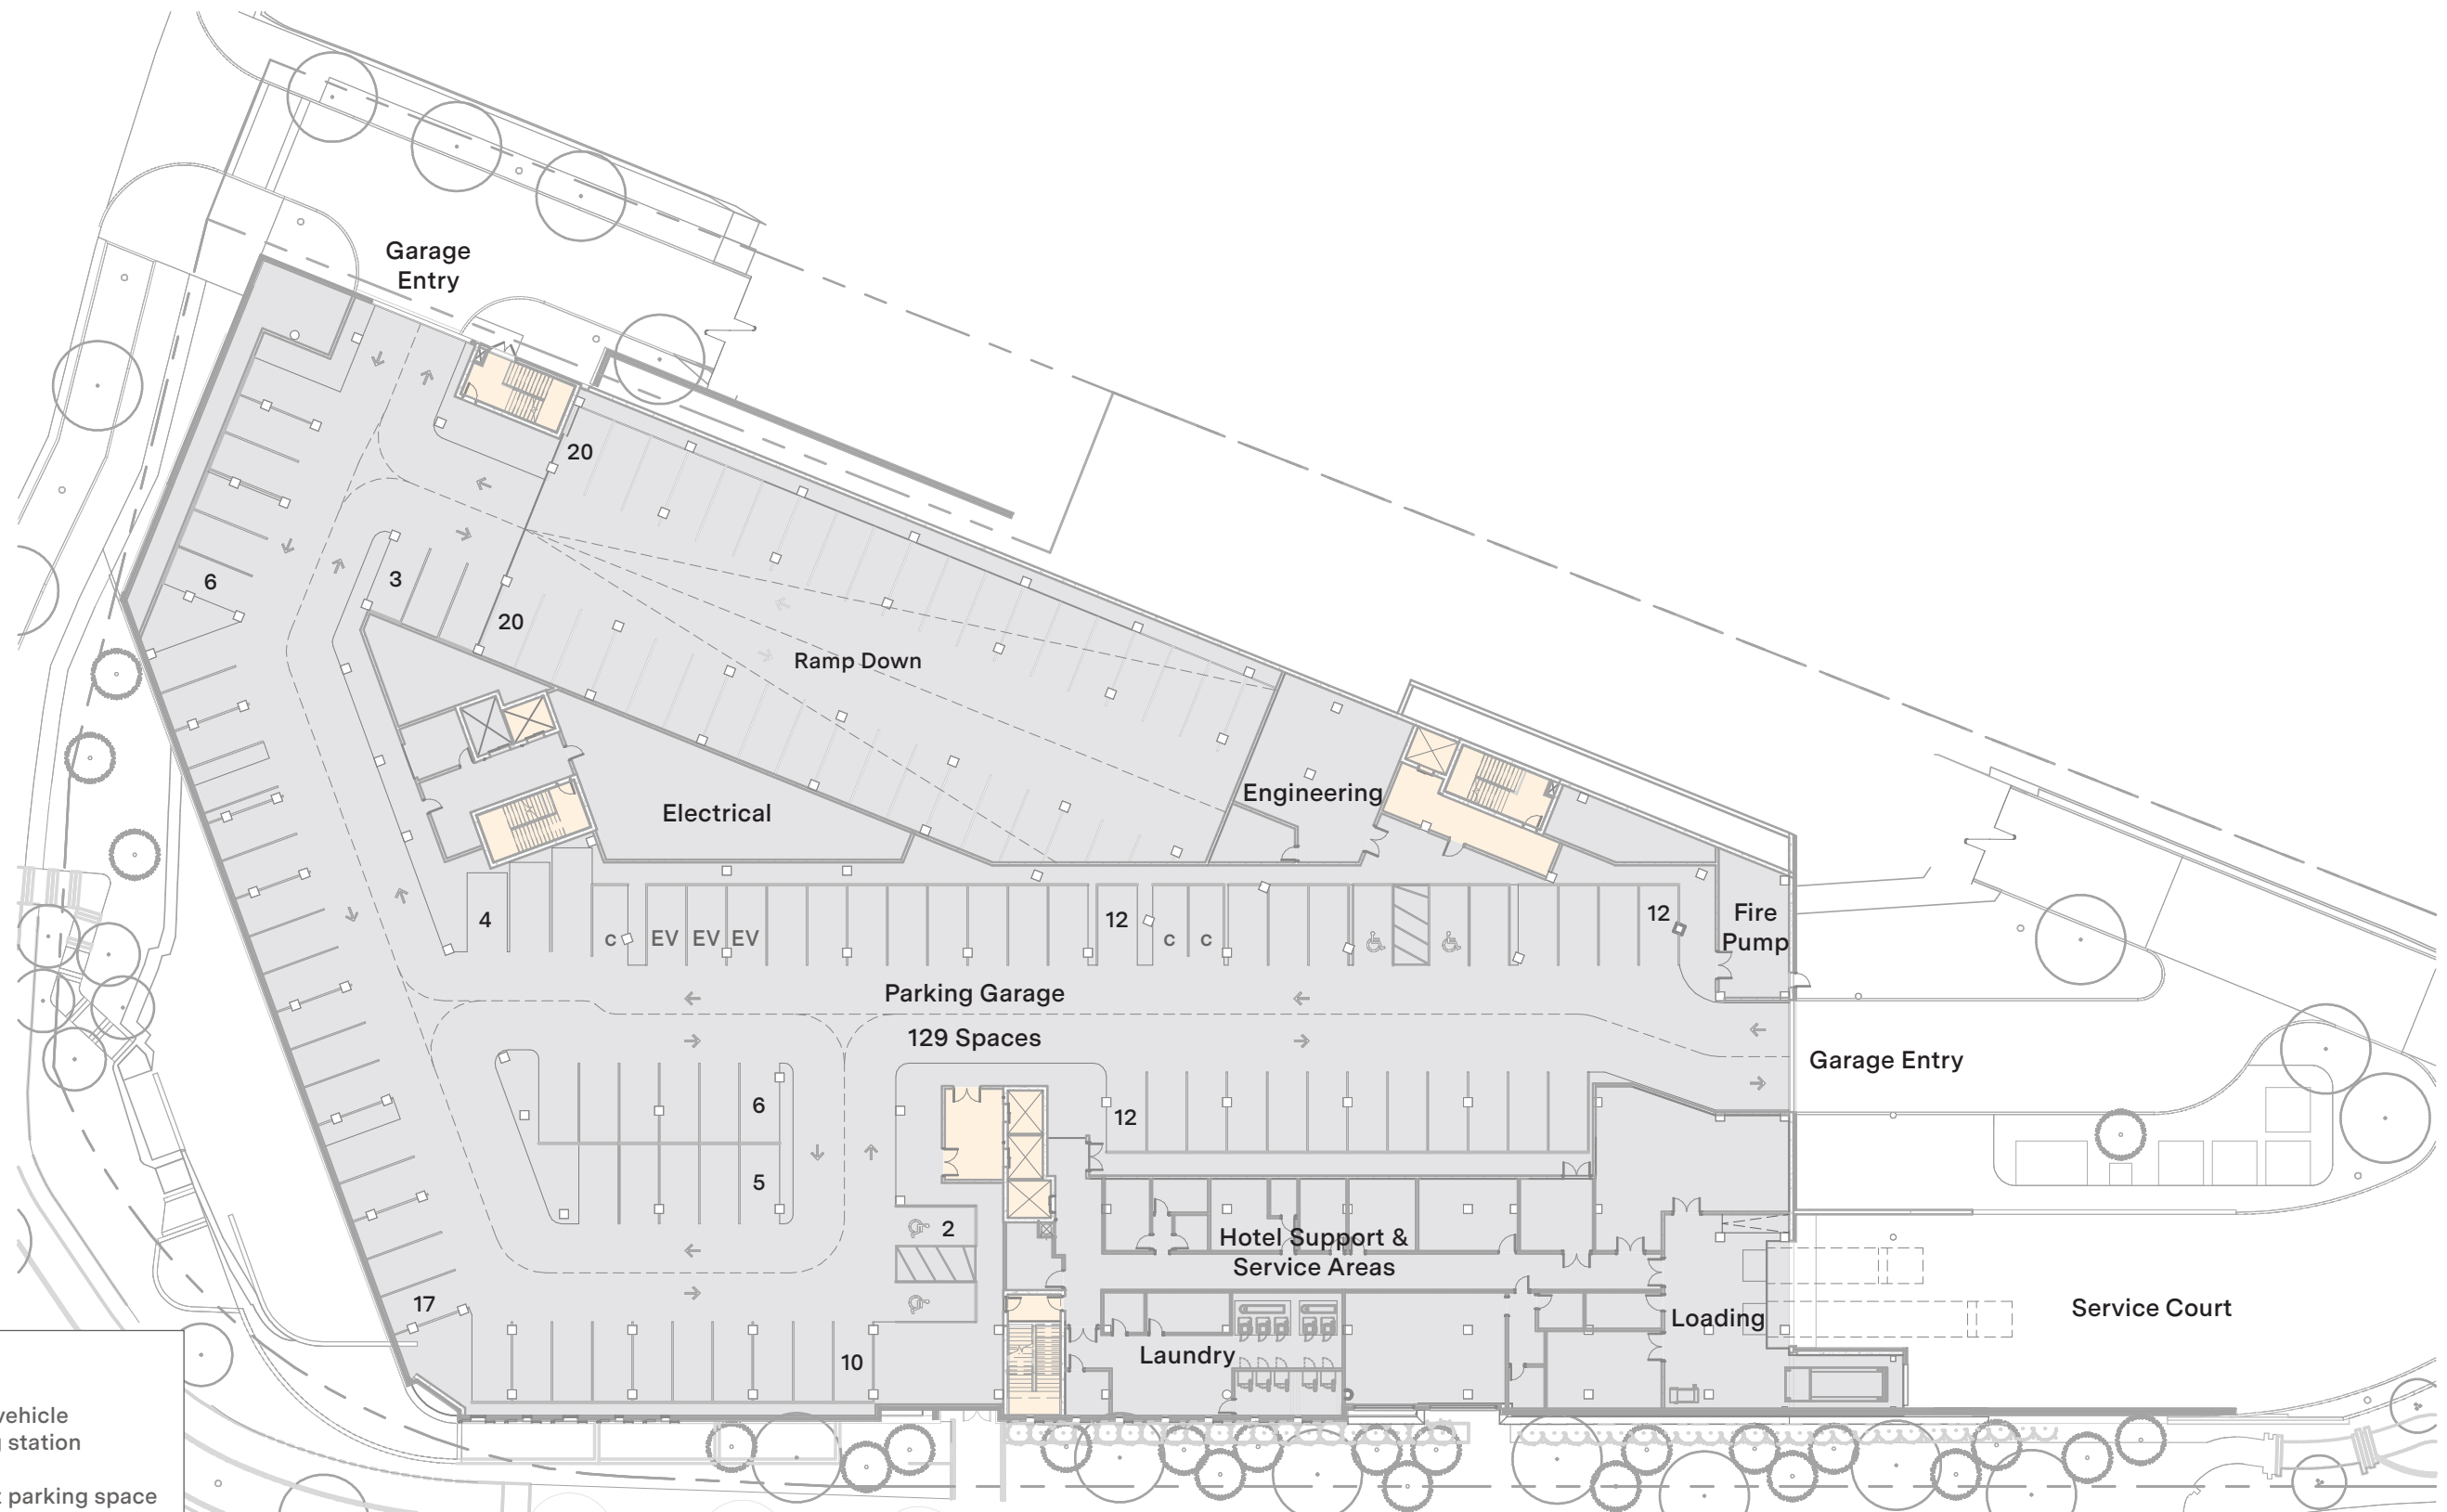 Garage
Entry
20
6
3
20
Ramp Down
Engineering
Electrical
4
c
EV
EV
EV
12
c
c
12
Fire
Pump
Parking Garage
129 Spaces
Garage Entry
6
12
5
2
Hotel Support &
Service Areas
17
Loading
Service Court
10
Laundry
vehicle
station
parking space